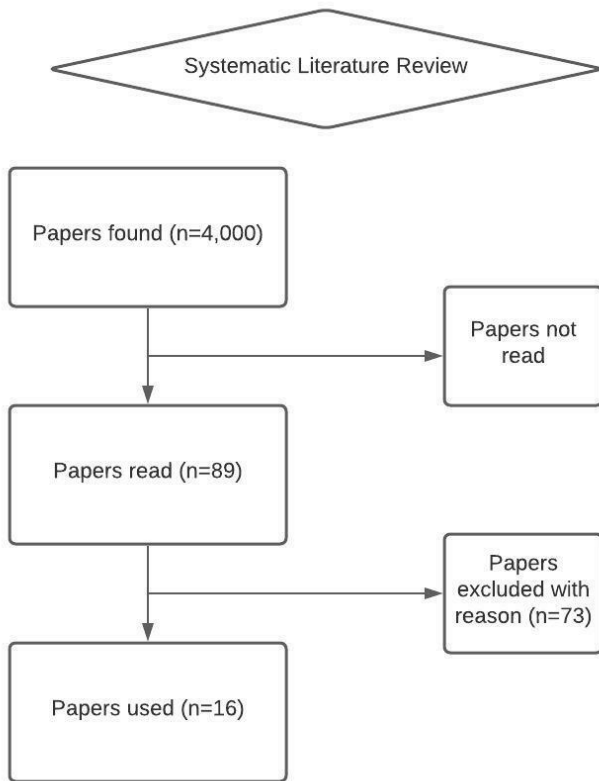 Systematic Literature Review
Papers found (n=4,000)
Papers not
read
Papers read (n=89)
Papers
excluded with
reason (n=73)
Papers used (n=16)